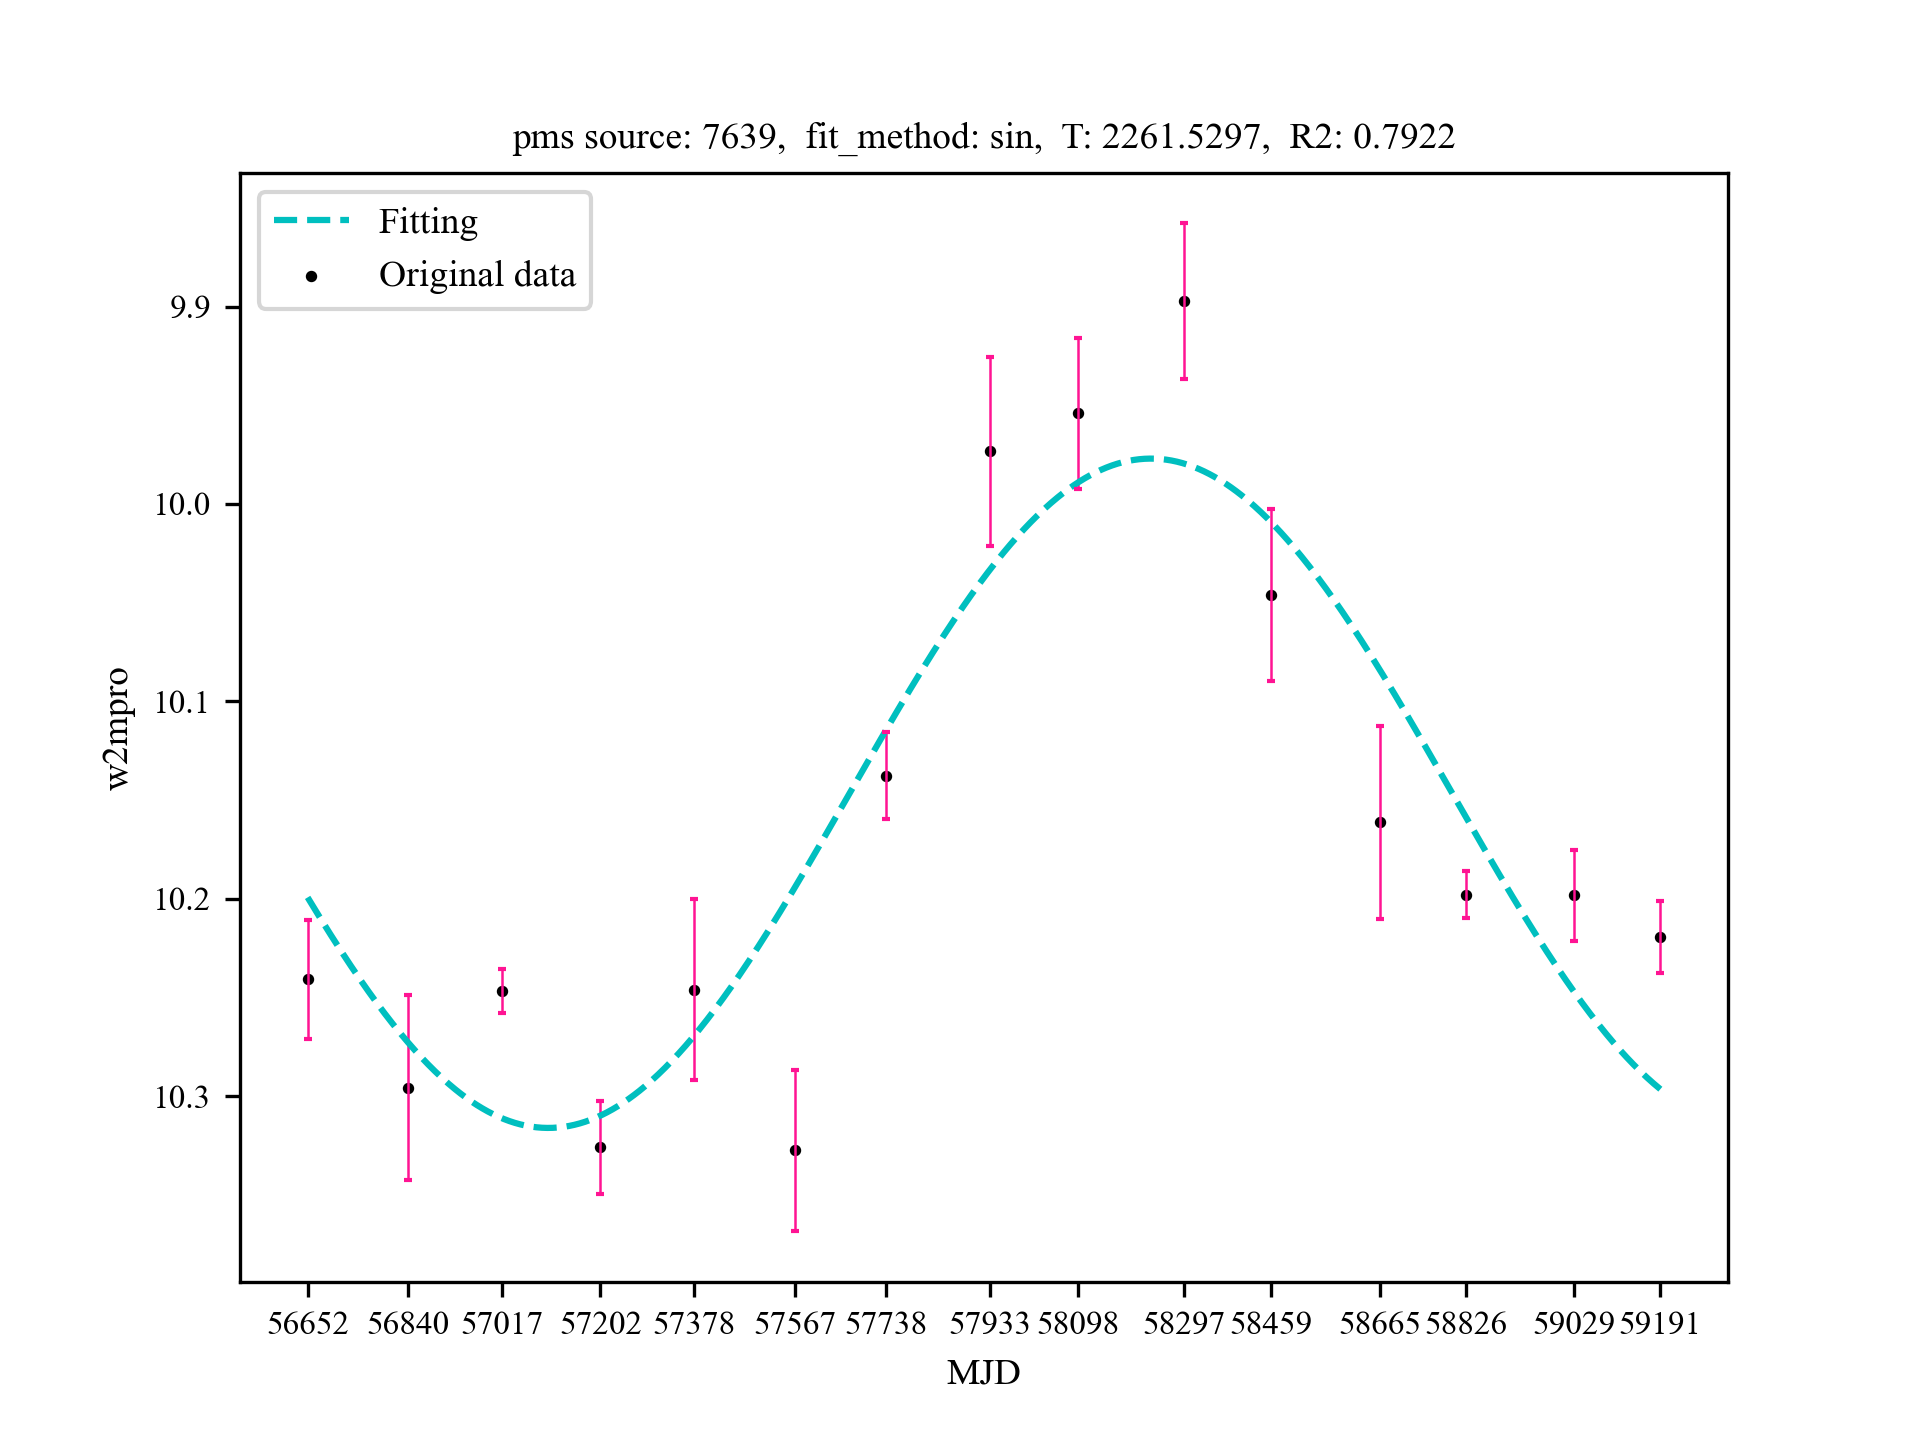 pms source: 7639, fit_method: sin, T: 2261.5297, R2: 0.7922
Fitting
Original data
9.9
10.0
10.1
10.2
10.3
w2mpro
56652 56840 57017 57202 57378 57567 57738 57933 58098 58297 58459 58665 58826 59029 59191
MJD